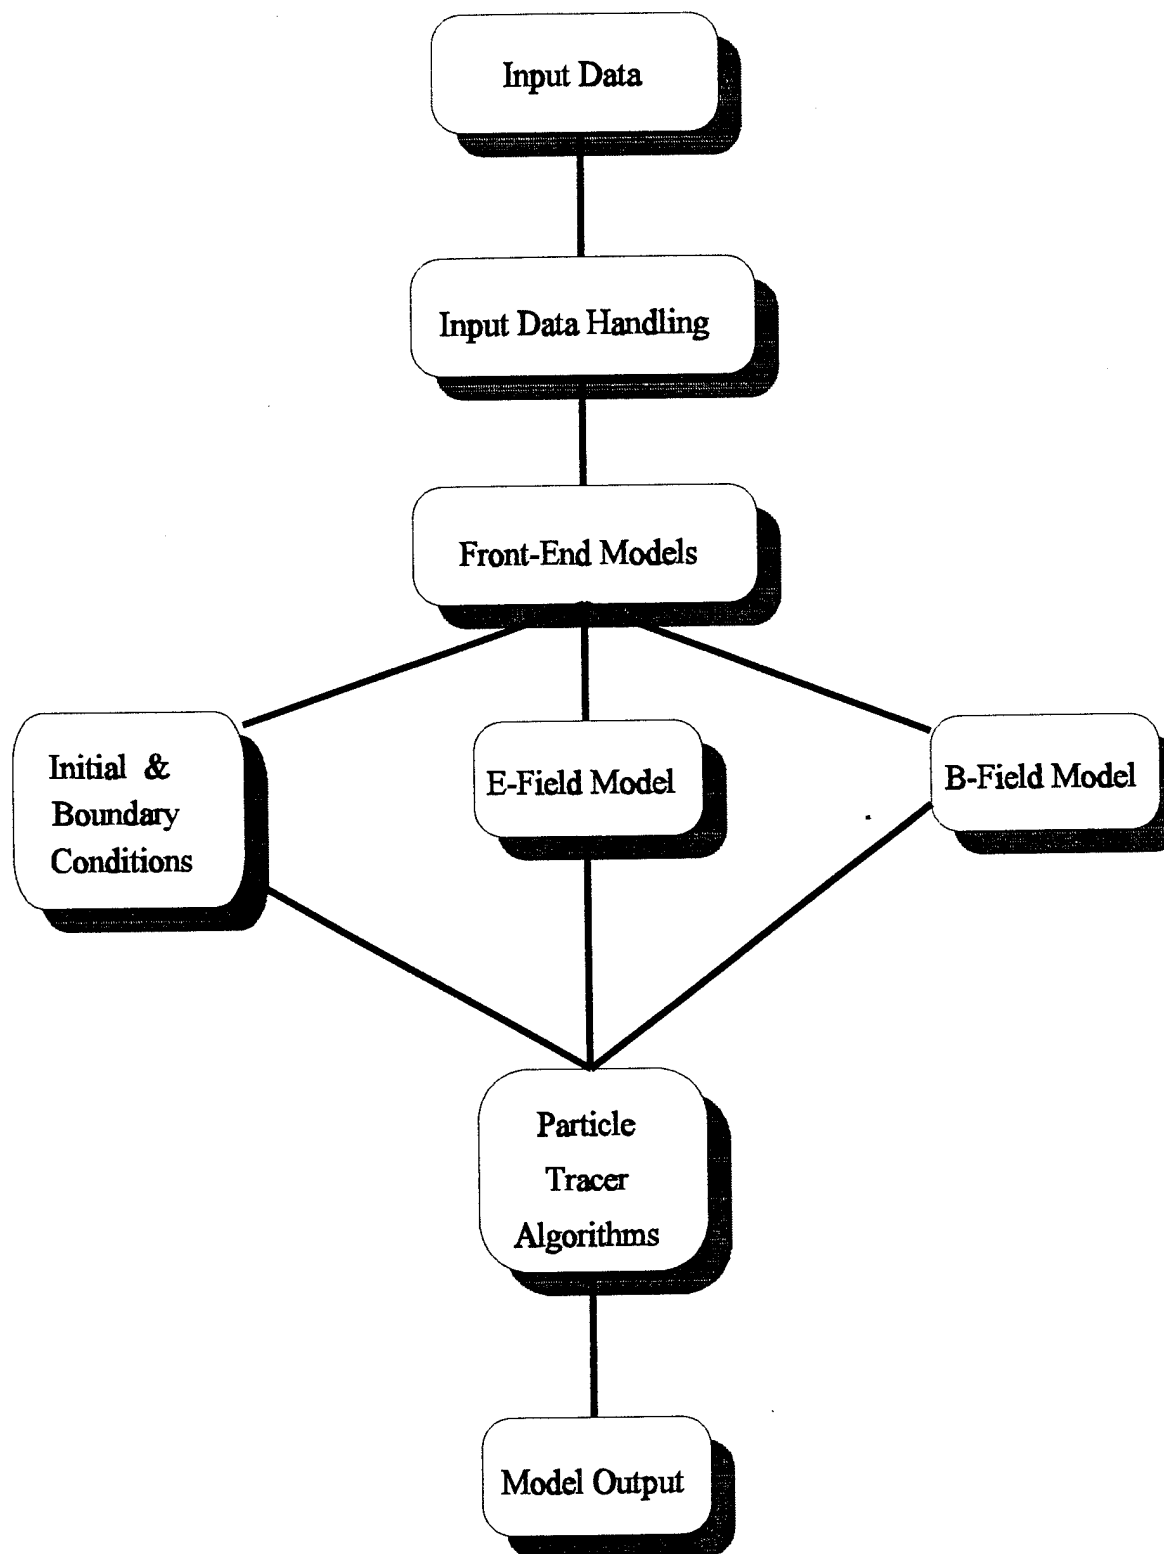 Input Data
Input Data Handling
Front-End Models
Initial &
Boundary
Conditions
E-Field Model
B-Field Model
Particle
Tracer
Algorithms
Model Output